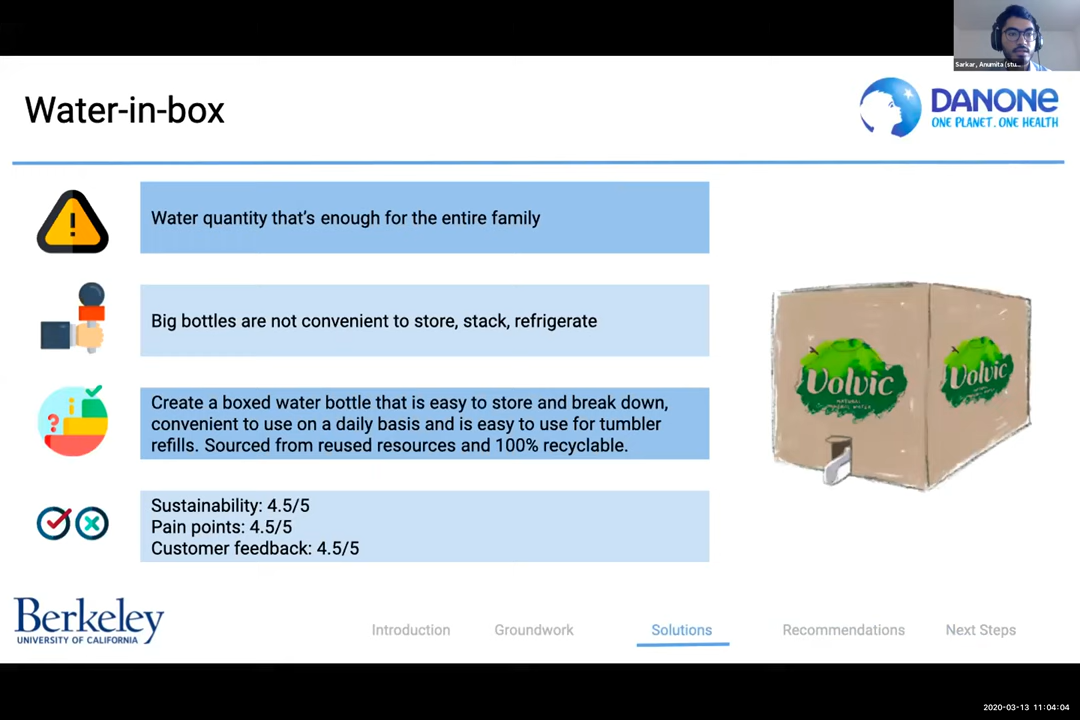 Sarkar, Anumita (stu...
Water-in-box
DANONE
ONE PLANET. ONE HEALTH
Water quantity that's enough for the entire family
Big bottles are not convenient to store, stack, refrigerate
Create a boxed water bottle that is easy to store and break down,
convenient to use on a daily basis and is easy to use for tumbler
refills. Sourced from reused resources and 100% recyclable.
Sustainability: 4.5/5
Pain points: 4.5/5
Customer feedback: 4.5/5
Volvic
NATURAL
MINERAL WATER
Volvic
Berkeley
UNIVERSITY OF CALIFORNIA
Introduction
Groundwork
Solutions
Recommendations
Next Steps
2020-03-13 11:04:04